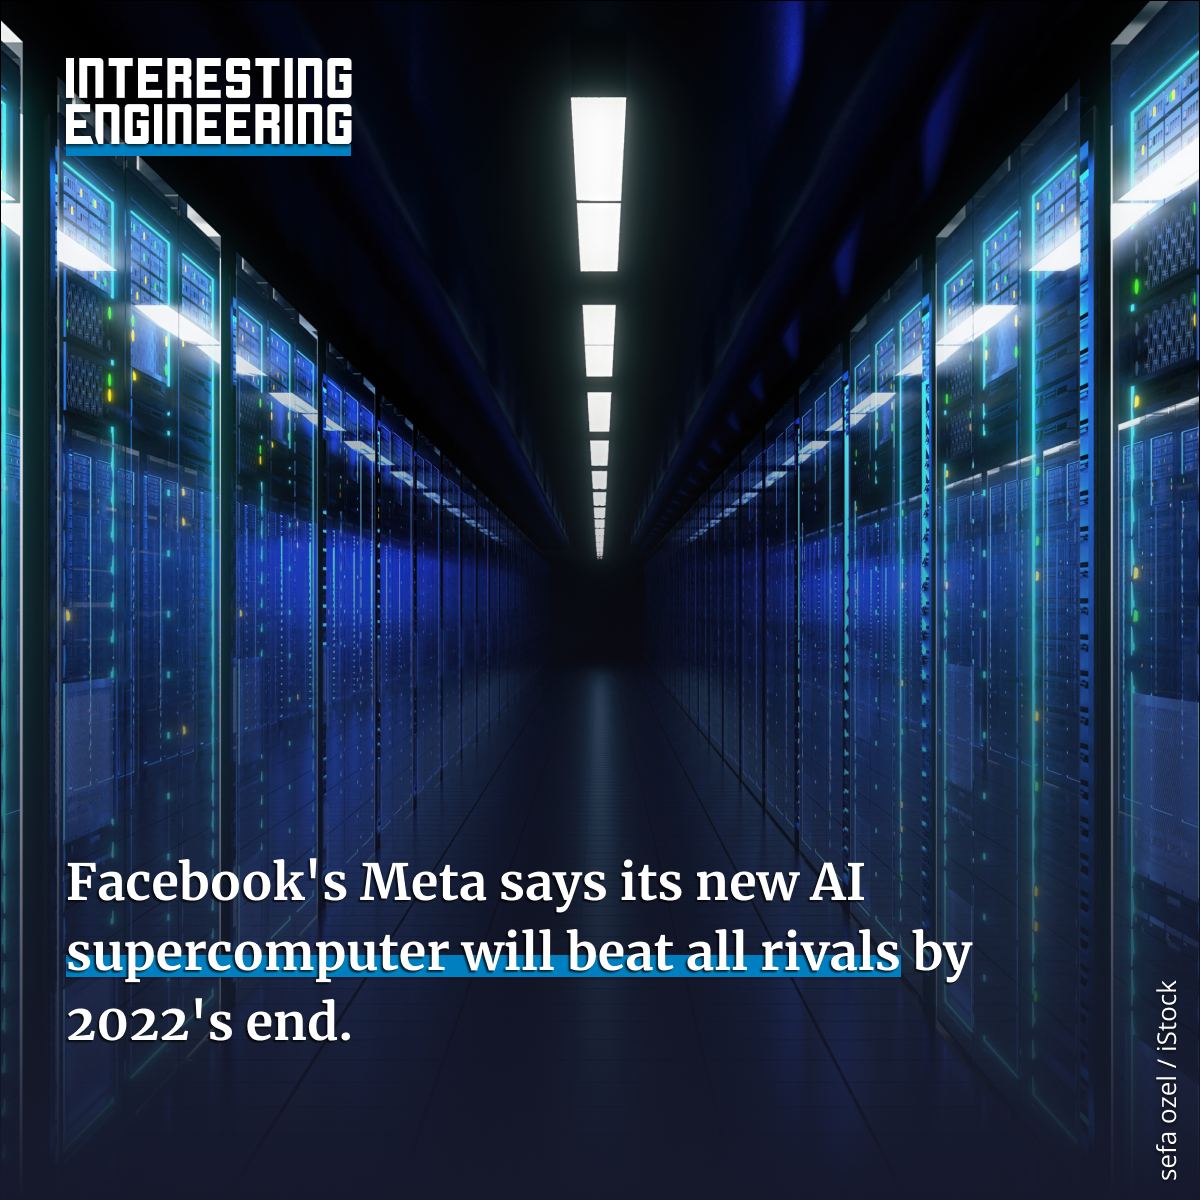 INTERESTING
ENGINEERING
Facebook's Meta says its new AI
supercomputer will beat all rivals by
2022's end.
sefa ozel / iStock